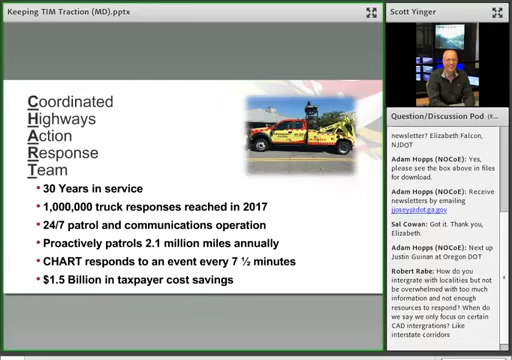 Keeping TIM Traction (MD).pptx
Coordinated
Highways
Action
Response
Team
• 30 Years in service
• 1,000,000 truck responses reached in 2017
• 24/7 patrol and communications operation
• Proactively patrols 2.1 million miles annually
• CHART responds to an event every 7 ½ minutes
• $1.5 Billion in taxpayer cost savings
Scott Yinger
Question/Discussion Pod
newsletter? Elizabeth Falcon,
NJDOT
Adam Hopps (NOCoE): Yes,
please see the box above in files
for download.
Adam Hopps (NOCoE): Receive
newsletters by emailing
jjosey@dot.ga.gov
Sal Cowan: Got it. Thank you,
Elizabeth.
Adam Hopps (NOCoE): Next up
Justin Guinan at Oregon DOT
Robert Rabe: How do you
intergrate with localities but not
be overwhelmed with too much
information and not enough
resources to respond? When do
we say we only focus on certain
CAD intergrations? Like
interstate corridors